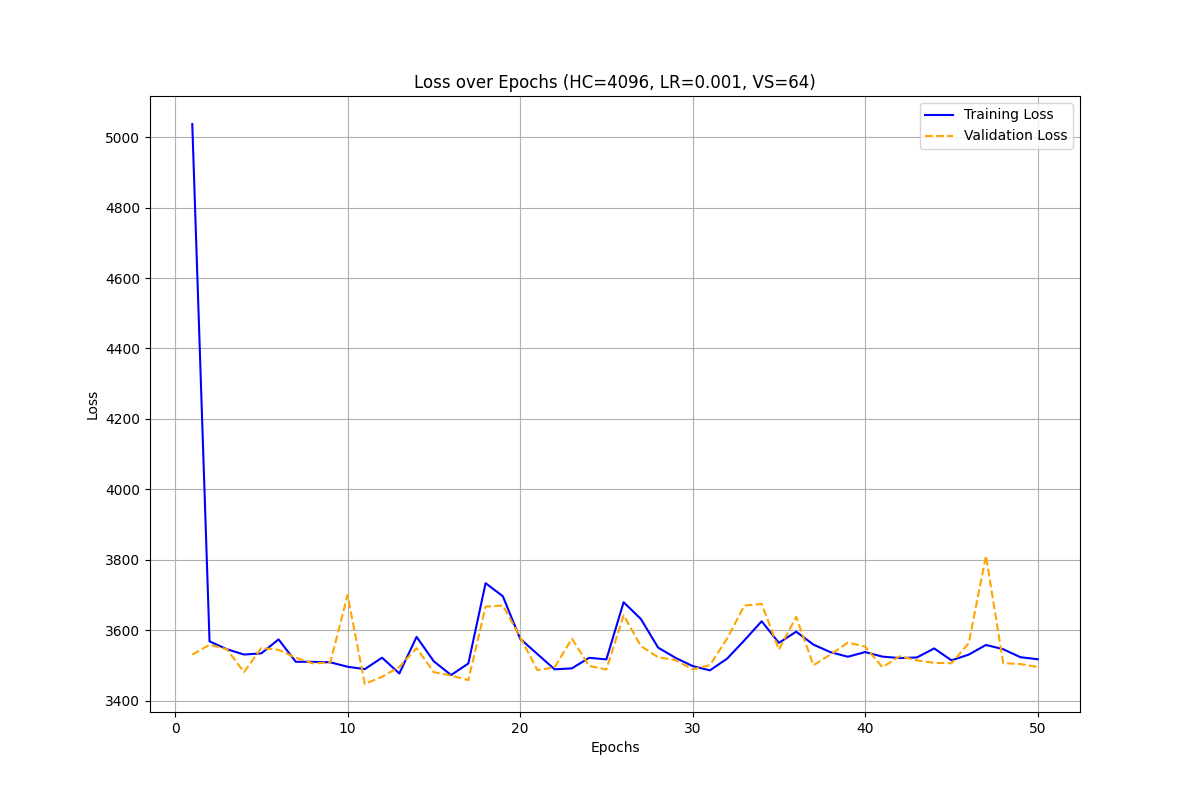 Loss over Epochs (HC=4096, LR=0.001, VS=64)
Training Loss
Validation Loss
5000
4800
4600
4400
4200
4000
3800
3600
3400
Loss
0 10 20 30 40 50
Epochs